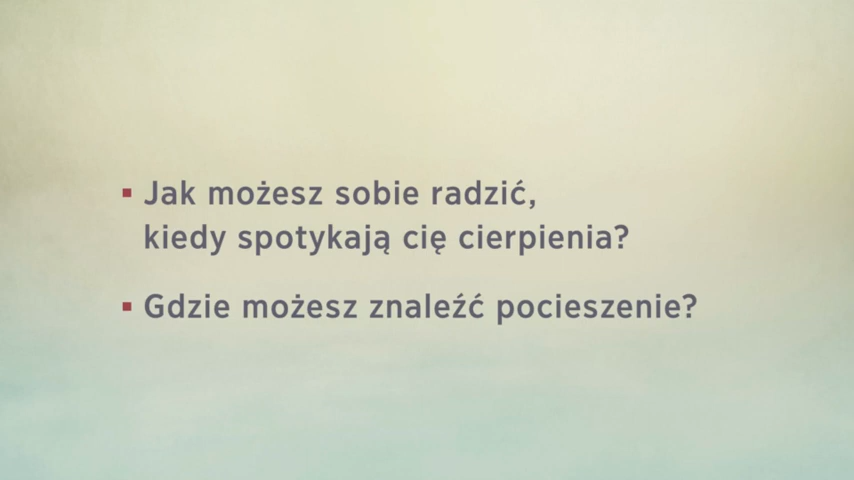 ▪ Jak możesz sobie radzić,
kiedy spotykają cię cierpienia?
▪ Gdzie możesz znaleźć pocieszenie?